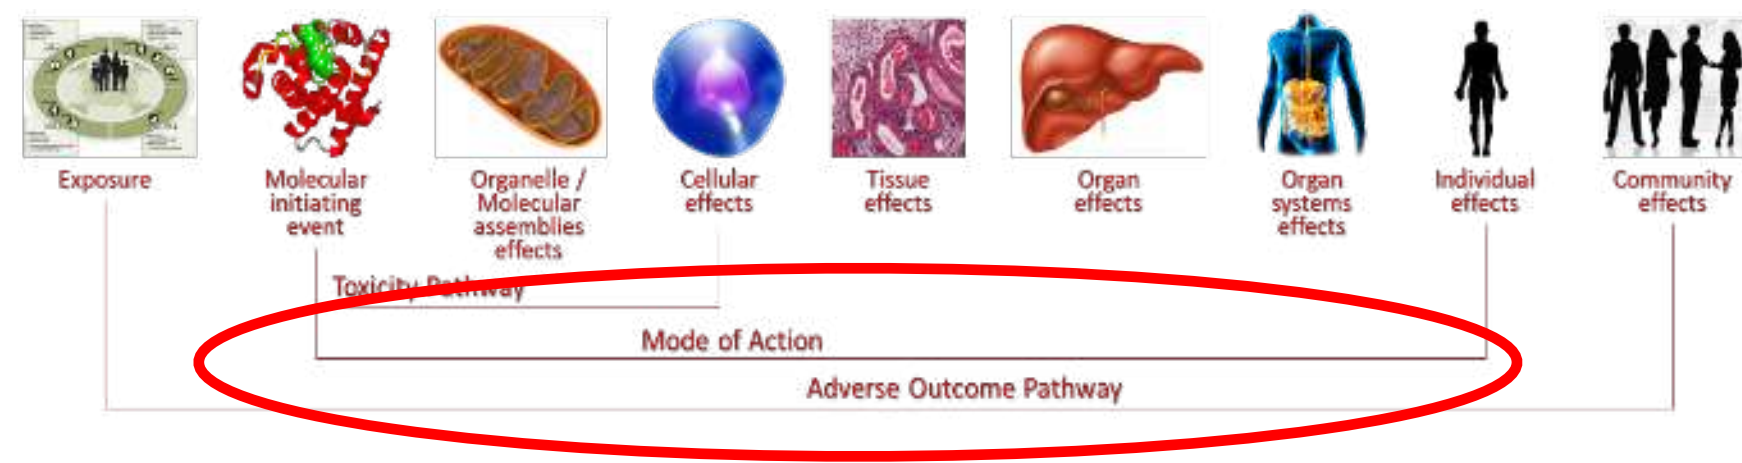 Exposure
Molecular
initiating
event
Organelle /
Molecular
assemblies
effects
Cellular
effects
Tissue
effects
Organ
effects
Organ
systems
effects
Individual
effects
Community
effects
Toxicity Pathway
Mode of Action
Adverse Outcome Pathway